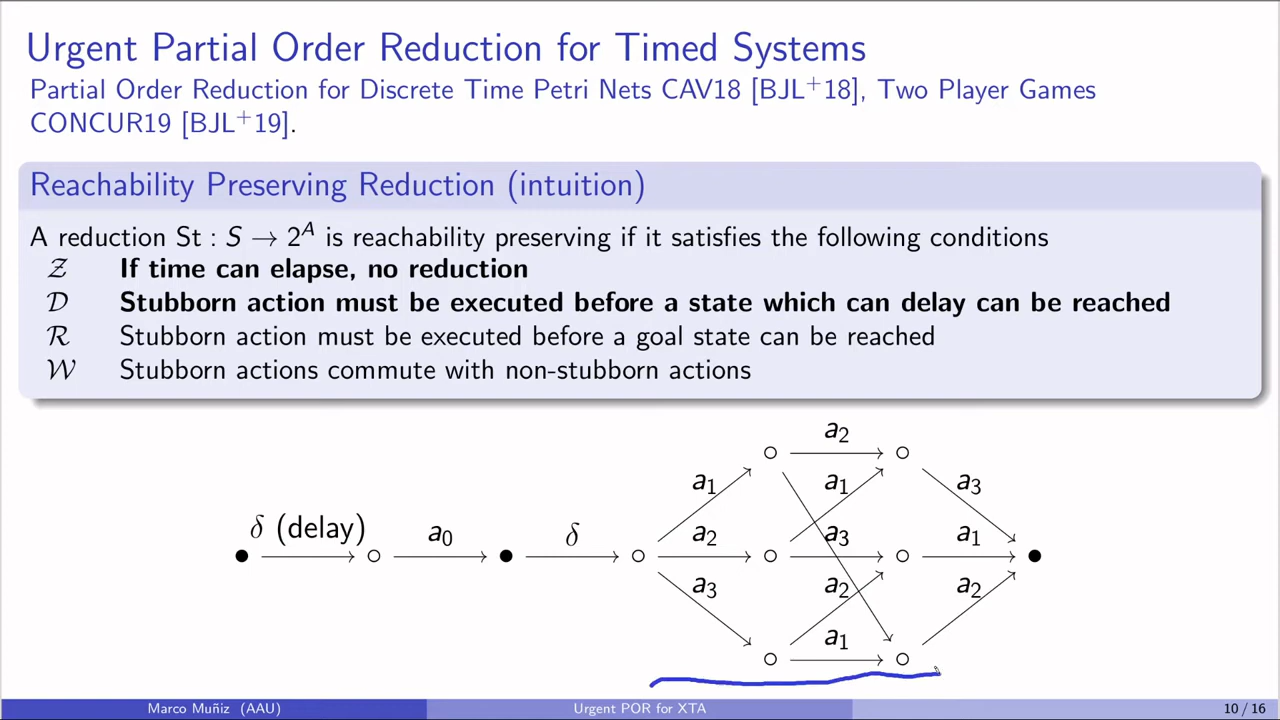 Urgent Partial Order Reduction for Timed Systems
Partial Order Reduction for Discrete Time Petri Nets CAV18 [BJL⁺18], Two Player Games
CONCUR19 [BJL⁺19].
Reachability Preserving Reduction (intuition)
A reduction St : S → 2ᴬ is reachability preserving if it satisfies the following conditions
𝒵 If time can elapse, no reduction
𝒟 Stubborn action must be executed before a state which can delay can be reached
ℛ Stubborn action must be executed before a goal state can be reached
𝒲 Stubborn actions commute with non-stubborn actions
a₂
a₁ a₁ a₃
δ (delay) a₀ δ a₂ a₃ a₁
a₃ a₂ a₂
a₁
Marco Muñiz (AAU) Urgent POR for XTA 10 / 16